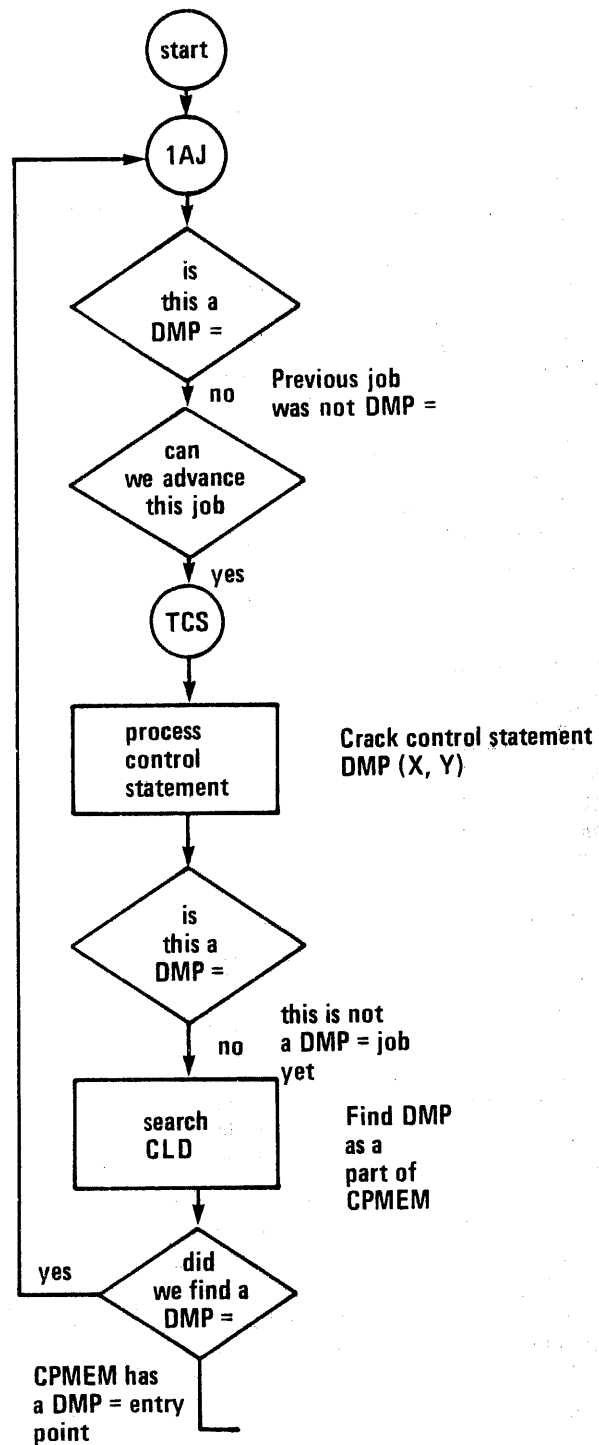 start
1AJ
is
this a
DMP =
no
Previous job
was not DMP =
can
we advance
this job
yes
TCS
process
control
statement
Crack control statement
DMP (X, Y)
is
this a
DMP =
no
this is not
a DMP = job
yet
search
CLD
Find DMP
as a
part of
CPMEM
did
we find a
DMP =
yes
CPMEM has
a DMP = entry
point